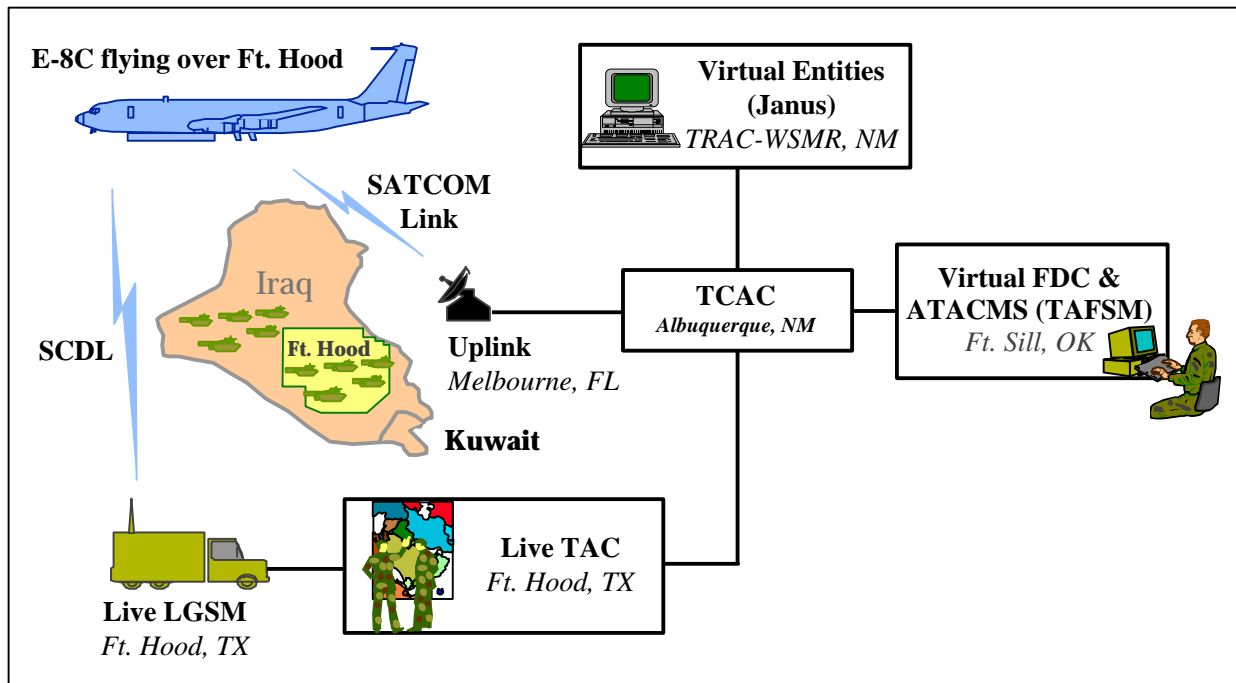 E-8C flying over Ft. Hood
Virtual Entities
(Janus)
TRAC-WSMR, NM
SATCOM
Link
Iraq
Ft. Hood
SCDL
Kuwait
Uplink
Melbourne, FL
TCAC
Albuquerque, NM
Virtual FDC &
ATACMS (TAFSM)
Ft. Sill, OK
Live LGSM
Ft. Hood, TX
Live TAC
Ft. Hood, TX